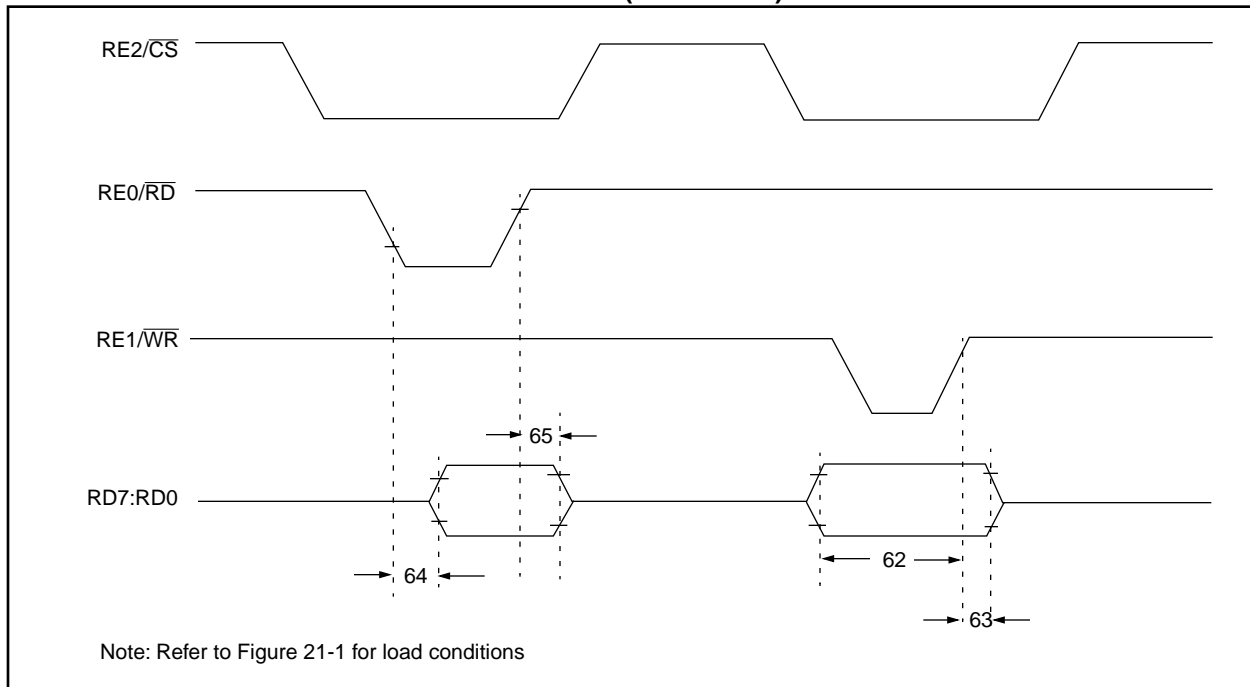 RE2/CS
RE0/RD
RE1/WR
65
RD7:RD0
62
64
63
Note: Refer to Figure 21-1 for load conditions